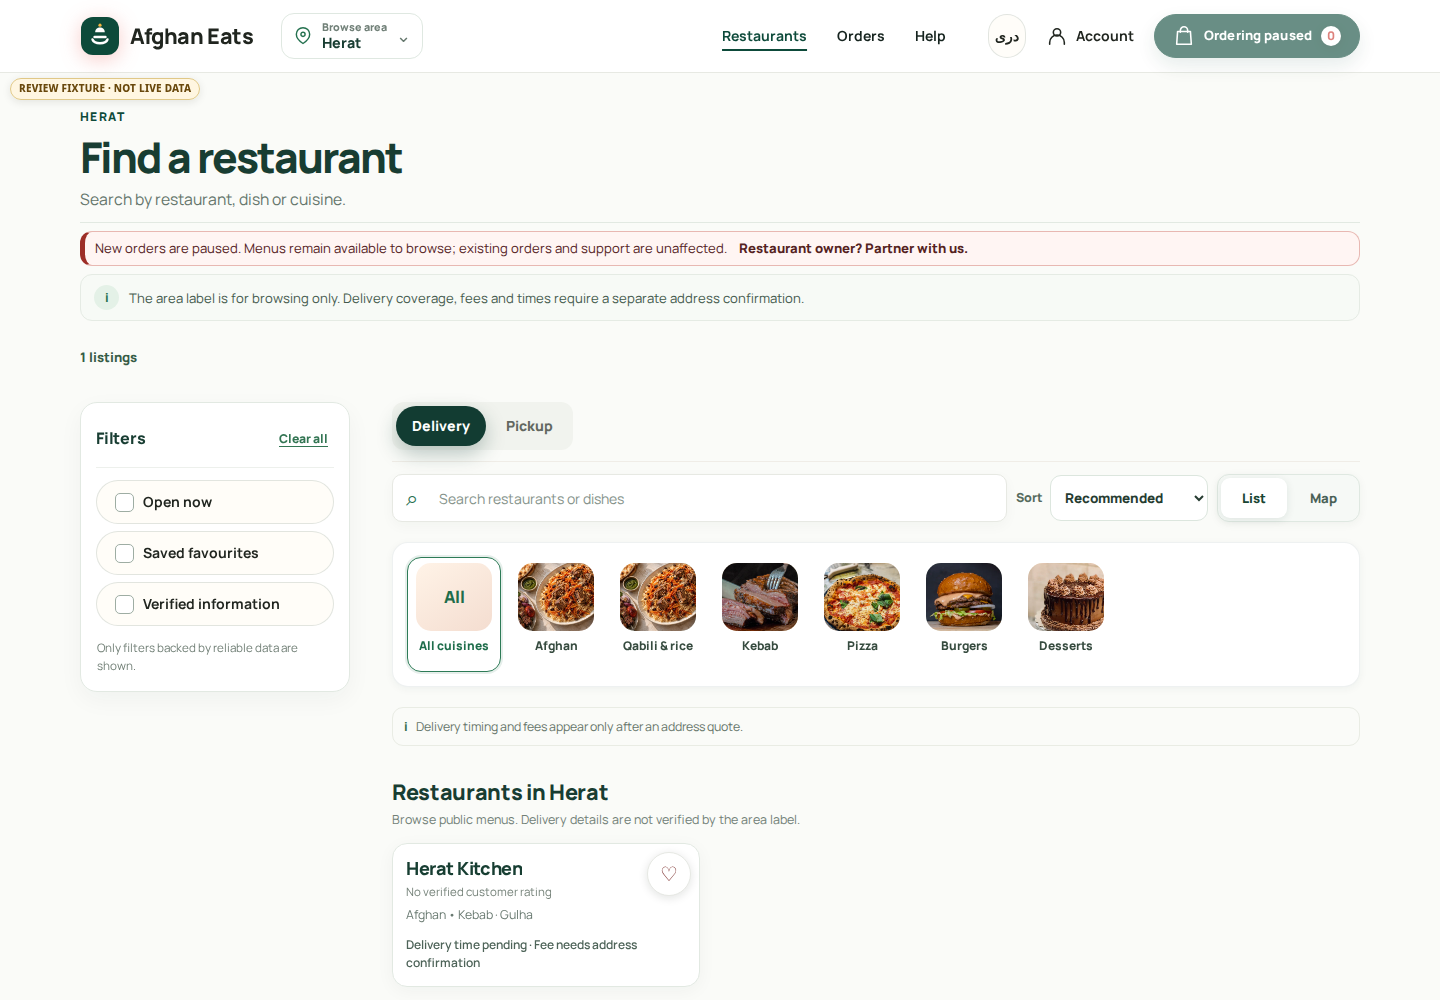 Afghan Eats
Browse area
Herat
Restaurants
Orders
Help
دری
Account
Ordering paused
0
REVIEW FIXTURE · NOT LIVE DATA
HERAT
Find a restaurant
Search by restaurant, dish or cuisine.
New orders are paused. Menus remain available to browse; existing orders and support are unaffected. Restaurant owner? Partner with us.
i The area label is for browsing only. Delivery coverage, fees and times require a separate address confirmation.
1 listings
Filters
Clear all
Open now
Saved favourites
Verified information
Only filters backed by reliable data are
shown.
Delivery
Pickup
Search restaurants or dishes
Sort
Recommended
List
Map
All
All cuisines
Afghan
Qabili & rice
Kebab
Pizza
Burgers
Desserts
i Delivery timing and fees appear only after an address quote.
Restaurants in Herat
Browse public menus. Delivery details are not verified by the area label.
Herat Kitchen
No verified customer rating
Afghan • Kebab · Gulha
Delivery time pending · Fee needs address
confirmation